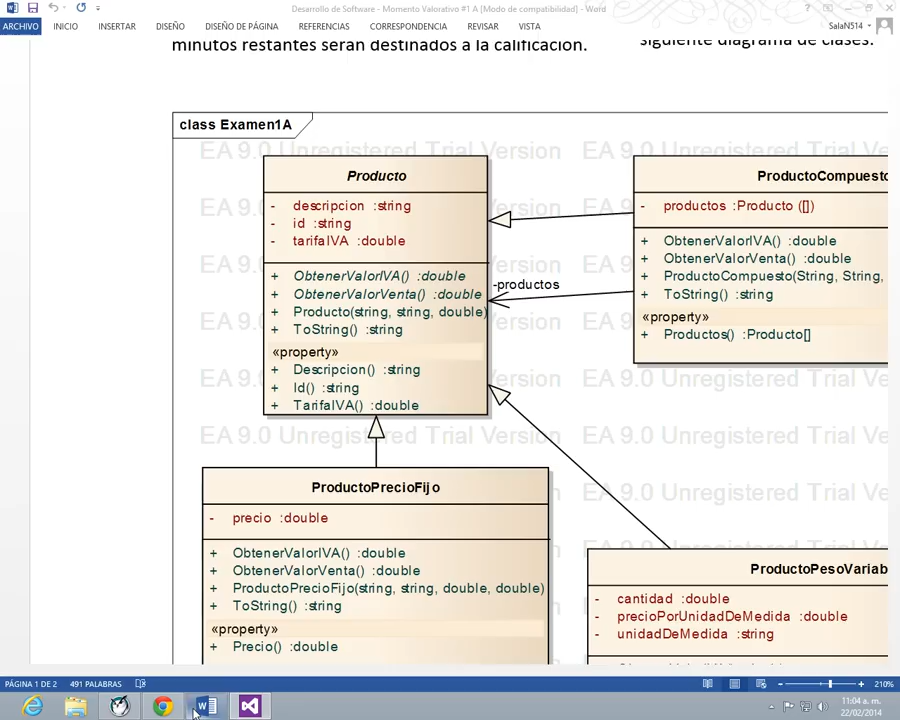 Desarrollo de Software - Momento Valorativo #1 A [Modo de compatibilidad] - Word
ARCHIVO INICIO INSERTAR DISEÑO DISEÑO DE PÁGINA REFERENCIAS CORRESPONDENCIA REVISAR VISTA SalaN514
minutos restantes serán destinados a la calificación.
siguiente diagrama de clases:
class Examen1A
EA 9.0 Unregistered Trial Version EA 9.0 Unregistered Trial Ve
Producto
- descripcion :string
- id :string
- tarifaIVA :double
+ ObtenerValorIVA() :double
+ ObtenerValorVenta() :double
+ Producto(string, string, double)
+ ToString() :string
«property»
+ Descripcion() :string
+ Id() :string
+ TarifaIVA() :double
-productos
ProductoCompuesto
- productos :Producto ([])
+ ObtenerValorIVA() :double
+ ObtenerValorVenta() :double
+ ProductoCompuesto(String, String,
+ ToString() :string
«property»
+ Productos() :Producto[]
ProductoPrecioFijo
- precio :double
+ ObtenerValorIVA() :double
+ ObtenerValorVenta() :double
+ ProductoPrecioFijo(string, string, double, double)
+ ToString() :string
«property»
+ Precio() :double
ProductoPesoVariab
- cantidad :double
- precioPorUnidadDeMedida :double
- unidadDeMedida :string
PÁGINA 1 DE 2 491 PALABRAS 210%
11:04 a. m.
22/02/2014